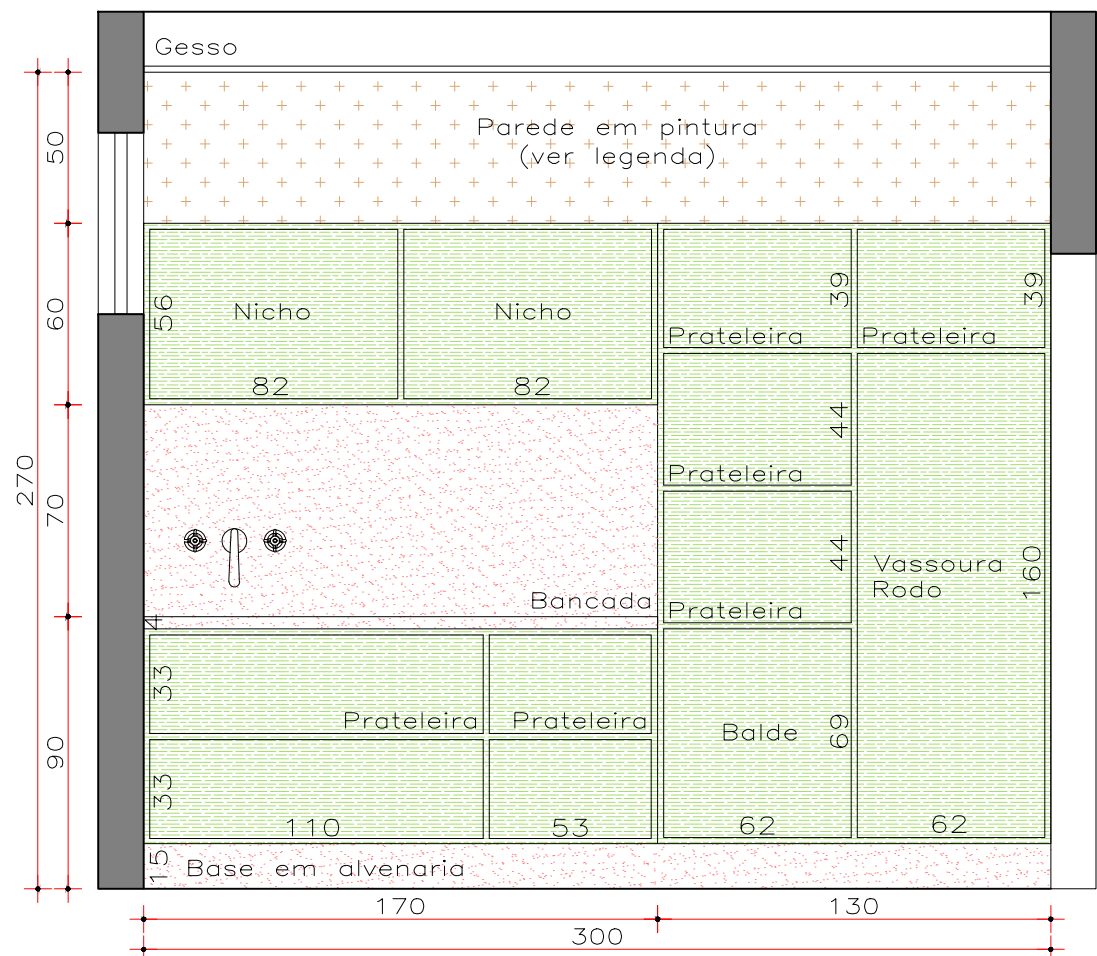 Gesso
Parede em pintura
(ver legenda)
50
60
270
70
90
56
Nicho
82
Nicho
82
39
Prateleira
39
Prateleira
44
Prateleira
44
Prateleira
Vassoura
Rodo
160
Bancada
4
33
Prateleira
Prateleira
33
110
53
Balde
69
62
62
15
Base em alvenaria
170
130
300